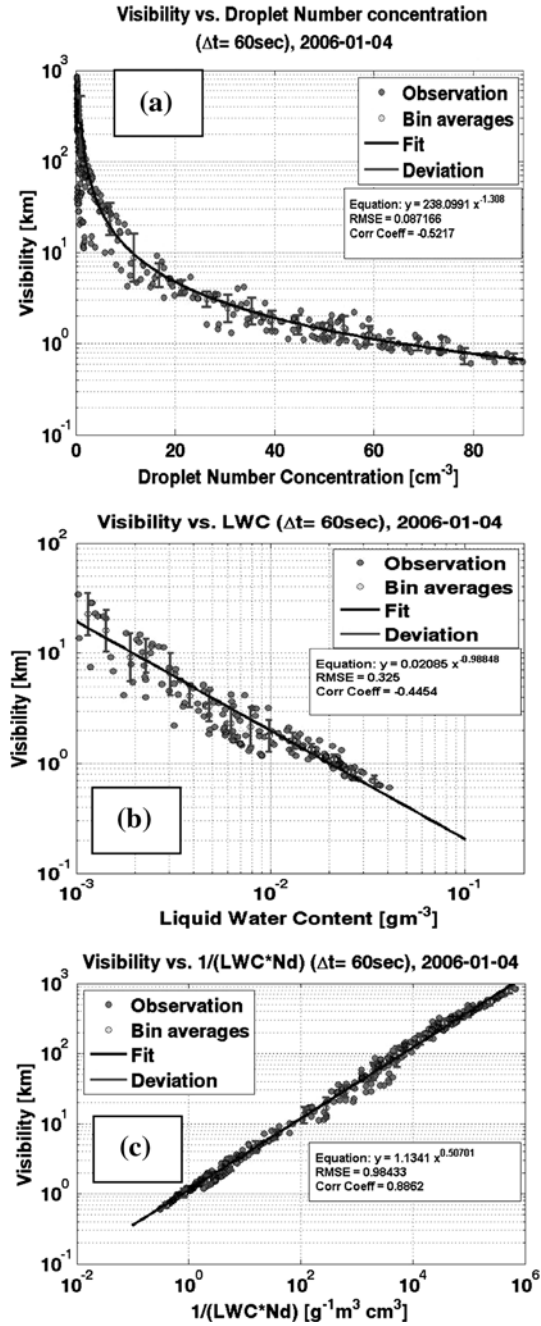 Visibility vs. Droplet Number concentration
(Δt= 60sec), 2006-01-04
(a)
Observation
Bin averages
Fit
Deviation
Equation: y = 238.0991 x^-1.308
RMSE = 0.087166
Corr Coeff = -0.5217
Visibility [km]
10^3
10^2
10^1
10^0
10^-1
0 20 40 60 80
Droplet Number Concentration [cm^-3]
Visibility vs. LWC (Δt= 60sec), 2006-01-04
Observation
Bin averages
Fit
Deviation
Equation: y = 0.02085 x^-0.98848
RMSE = 0.325
Corr Coeff = -0.4454
Visibility [km]
10^2
10^1
10^0
10^-1
(b)
10^-3 10^-2 10^-1
Liquid Water Content [gm^-3]
Visibility vs. 1/(LWC*Nd) (Δt= 60sec), 2006-01-04
Observation
Bin averages
Fit
Deviation
Visibility [km]
10^3
10^2
10^1
10^0
10^-1
(c)
Equation: y = 1.1341 x^0.50701
RMSE = 0.98433
Corr Coeff = 0.8862
10^-2 10^0 10^2 10^4 10^6
1/(LWC*Nd) [g^-1m^3 cm^3]